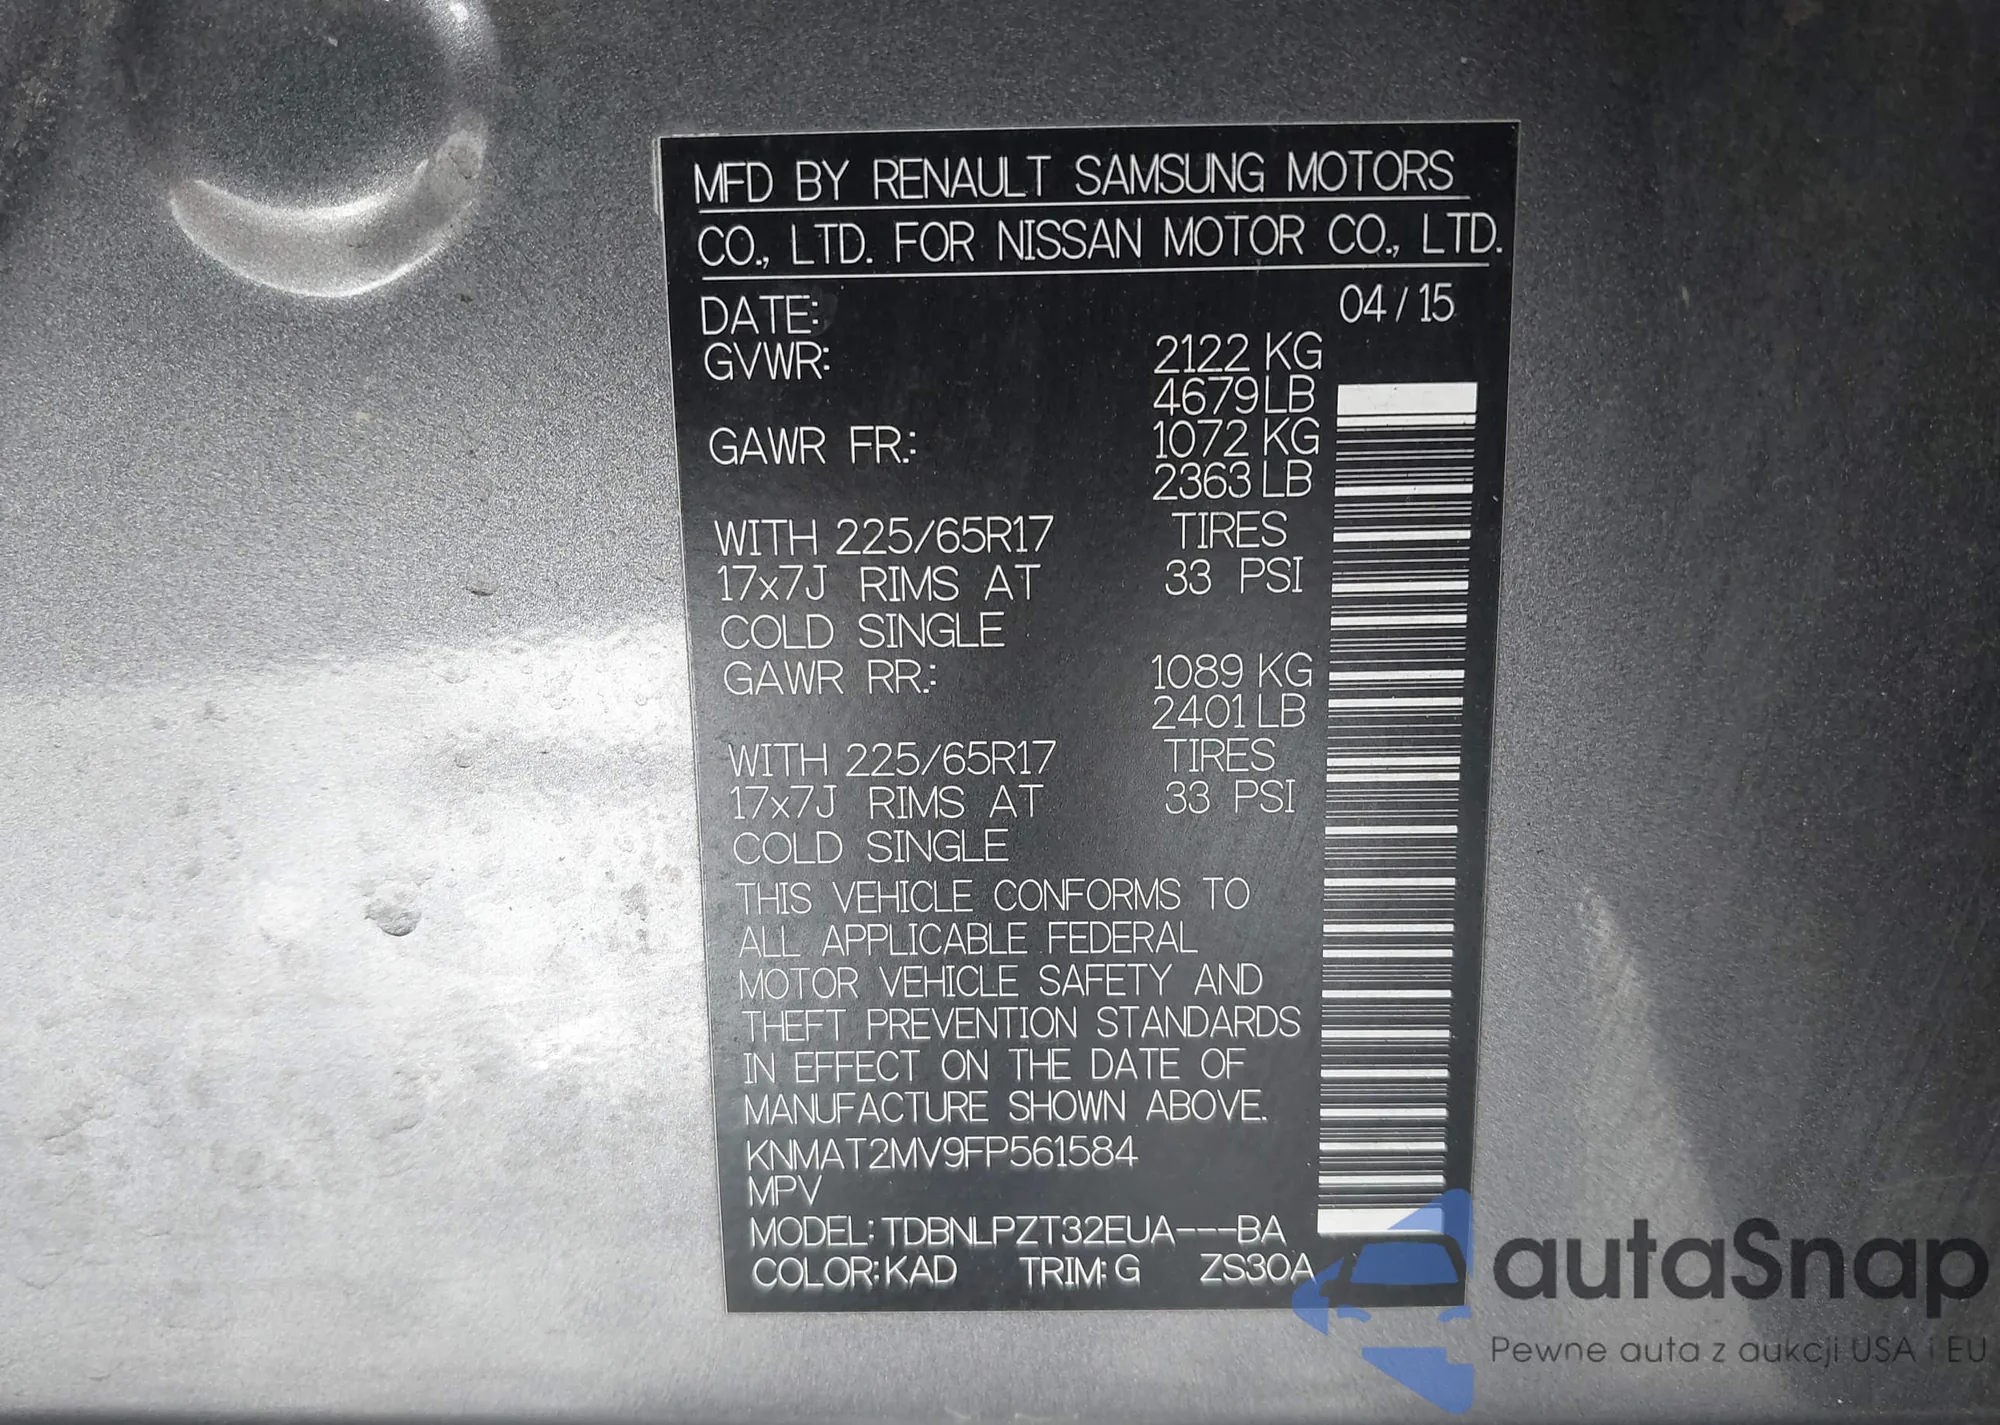 MFD BY RENAULT SAMSUNG MOTORS
CO., LTD. FOR NISSAN MOTOR CO., LTD.
DATE: 04/15
GVWR: 2122 KG
4679 LB
GAWR FR.: 1072 KG
2363 LB
WITH 225/65R17 TIRES
17x7J RIMS AT 33 PSI
COLD SINGLE
GAWR RR.: 1089 KG
2401 LB
WITH 225/65R17 TIRES
17x7J RIMS AT 33 PSI
COLD SINGLE
THIS VEHICLE CONFORMS TO
ALL APPLICABLE FEDERAL
MOTOR VEHICLE SAFETY AND
THEFT PREVENTION STANDARDS
IN EFFECT ON THE DATE OF
MANUFACTURE SHOWN ABOVE.
KNMAT2MV9FP561584
MPV
MODEL: TDBNLPZT32EUA---BA
COLOR: KAD TRIM: G ZS30A
autaSnap
Pewne auta z aukcji USA i EU